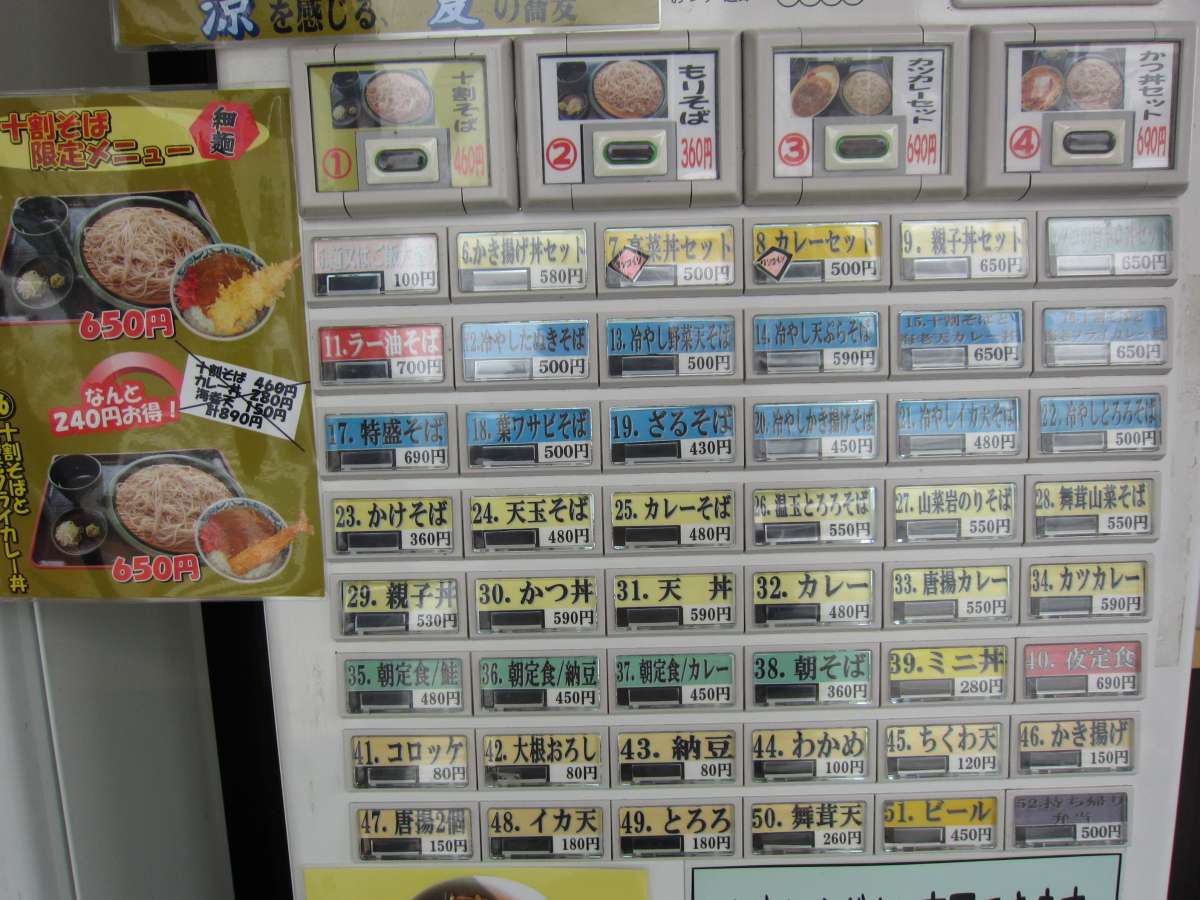 涼を感じる、夏の蕎麦
十割そば
460円
①
もりそば
360円
②
カツカレーセット
690円
③
かつ丼セット
690円
④
細麺
十割そば
限定メニュー
650円
なんと
240円お得!
十割そば 460円
カレー丼 280円
海老天 150円
計890円
十割そばと
フライカレー丼
650円
100円
6.かき揚げ丼セット
580円
7.高菜丼セット
500円
8.カレーセット
500円
9.親子丼セット
650円
650円
11.ラー油そば
700円
12.冷やしたぬきそば
500円
13.冷やし野菜天そば
500円
14.冷やし天ぷらそば
590円
15.十割そばと
海老天カレー丼
650円
650円
17.特盛そば
690円
18.葉ワサビそば
500円
19.ざるそば
430円
20.冷やしかき揚げそば
450円
21.冷やしイカ天そば
480円
22.冷やしとろろそば
500円
23.かけそば
360円
24.天玉そば
480円
25.カレーそば
480円
26.温玉とろろそば
550円
27.山菜岩のりそば
550円
28.舞茸山菜そば
550円
29.親子丼
530円
30.かつ丼
590円
31.天丼
590円
32.カレー
480円
33.唐揚カレー
550円
34.カツカレー
590円
35.朝定食/鮭
480円
36.朝定食/納豆
450円
37.朝定食/カレー
450円
38.朝そば
360円
39.ミニ丼
280円
40.夜定食
690円
41.コロッケ
80円
42.大根おろし
80円
43.納豆
80円
44.わかめ
100円
45.ちくわ天
120円
46.かき揚げ
150円
47.唐揚2個
150円
48.イカ天
180円
49.とろろ
180円
50.舞茸天
260円
51.ビール
450円
52.持ち帰り
弁当
500円